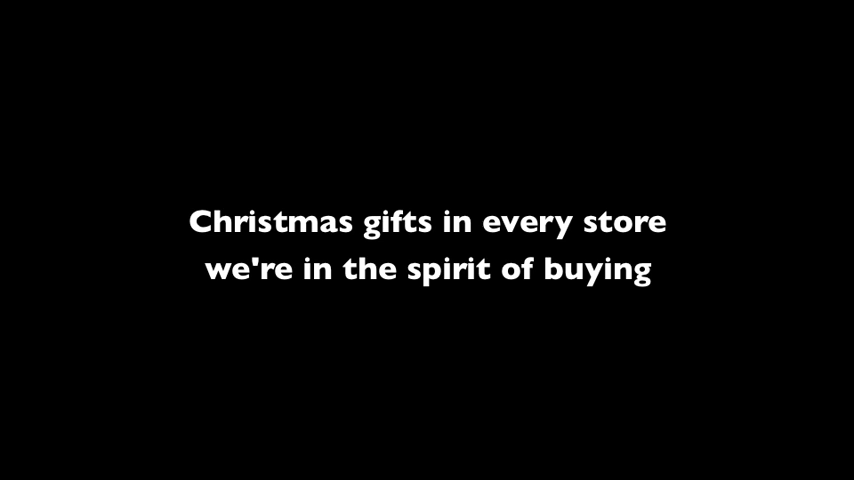 Christmas gifts in every store
we're in the spirit of buying